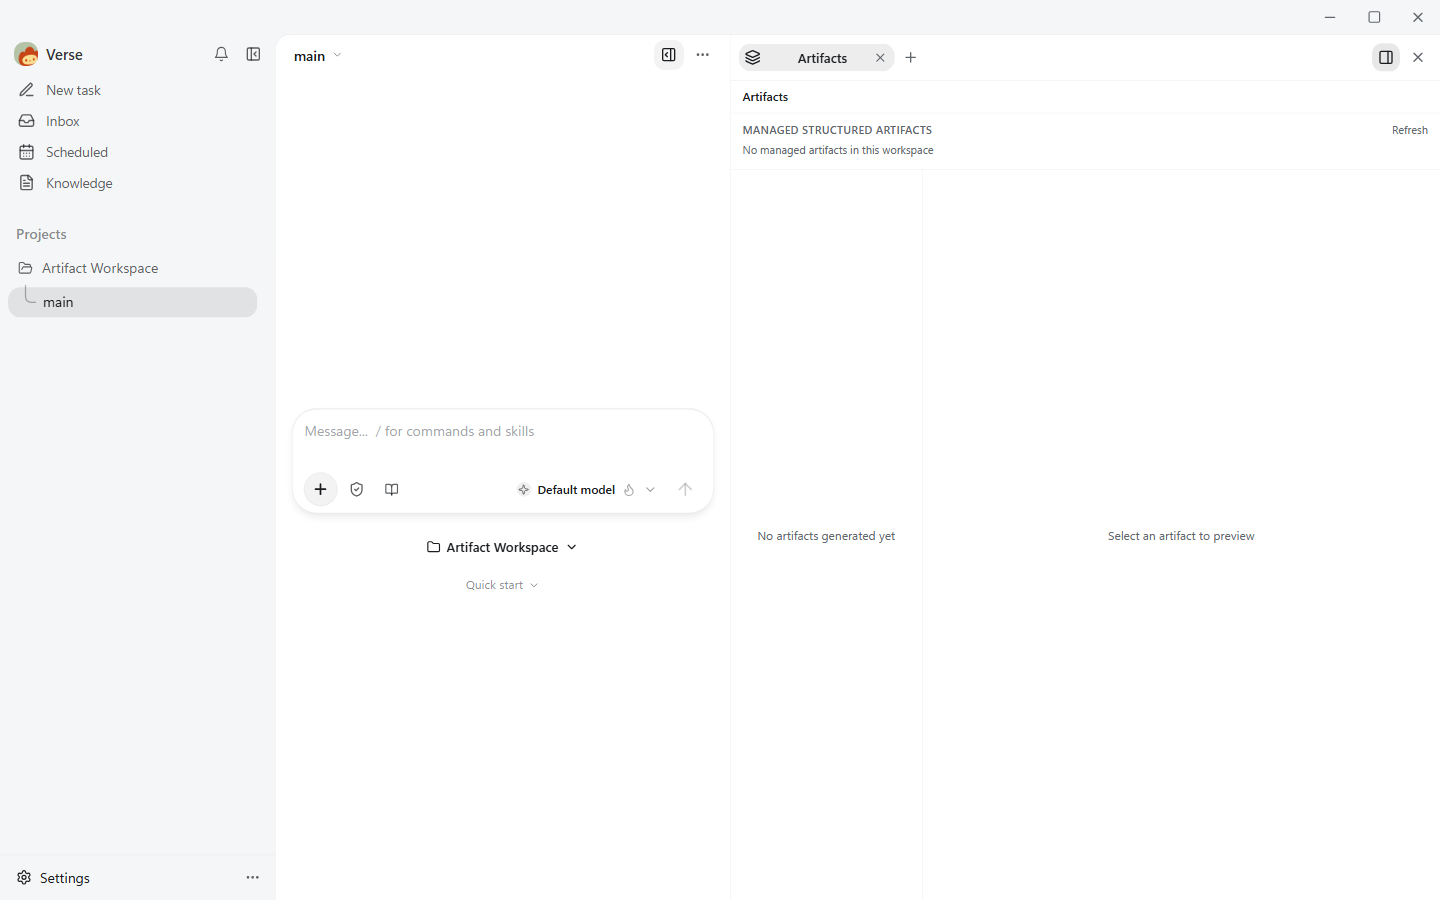 Verse
New task
Inbox
Scheduled
Knowledge
Projects
Artifact Workspace
main
Settings
main
Message... / for commands and skills
Default model
Artifact Workspace
Quick start
Artifacts
Artifacts
MANAGED STRUCTURED ARTIFACTS
Refresh
No managed artifacts in this workspace
No artifacts generated yet
Select an artifact to preview